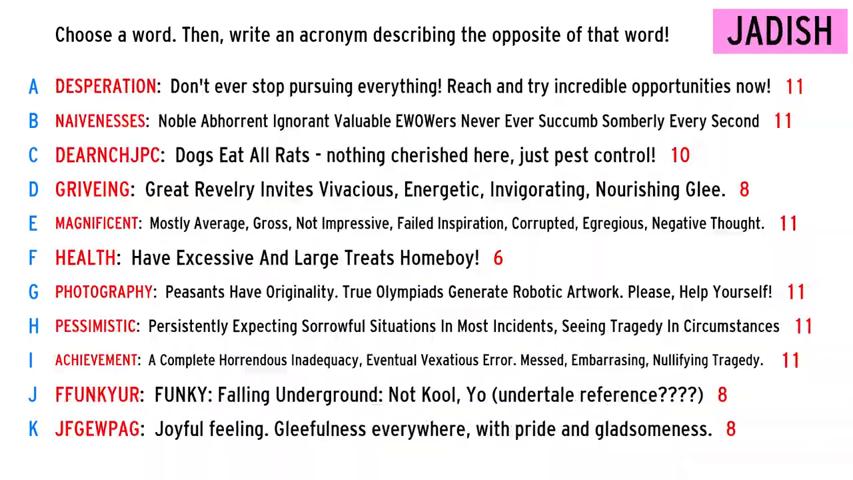 Choose a word. Then, write an acronym describing the opposite of that word!
JADISH
A DESPERATION: Don't ever stop pursuing everything! Reach and try incredible opportunities now! 11
B NAIVENESSES: Noble Abhorrent Ignorant Valuable EWOWers Never Ever Succumb Somberly Every Second 11
C DEARNCHJPC: Dogs Eat All Rats - nothing cherished here, just pest control! 10
D GRIVEING: Great Revelry Invites Vivacious, Energetic, Invigorating, Nourishing Glee. 8
E MAGNIFICENT: Mostly Average, Gross, Not Impressive, Failed Inspiration, Corrupted, Egregious, Negative Thought. 11
F HEALTH: Have Excessive And Large Treats Homeboy! 6
G PHOTOGRAPHY: Peasants Have Originality. True Olympiads Generate Robotic Artwork. Please, Help Yourself! 11
H PESSIMISTIC: Persistently Expecting Sorrowful Situations In Most Incidents, Seeing Tragedy In Circumstances 11
I ACHIEVEMENT: A Complete Horrendous Inadequacy, Eventual Vexatious Error. Messed, Embarrasing, Nullifying Tragedy. 11
J FFUNKYUR: FUNKY: Falling Underground: Not Kool, Yo (undertale reference????) 8
K JFGEWPAG: Joyful feeling. Gleefulness everywhere, with pride and gladsomeness. 8